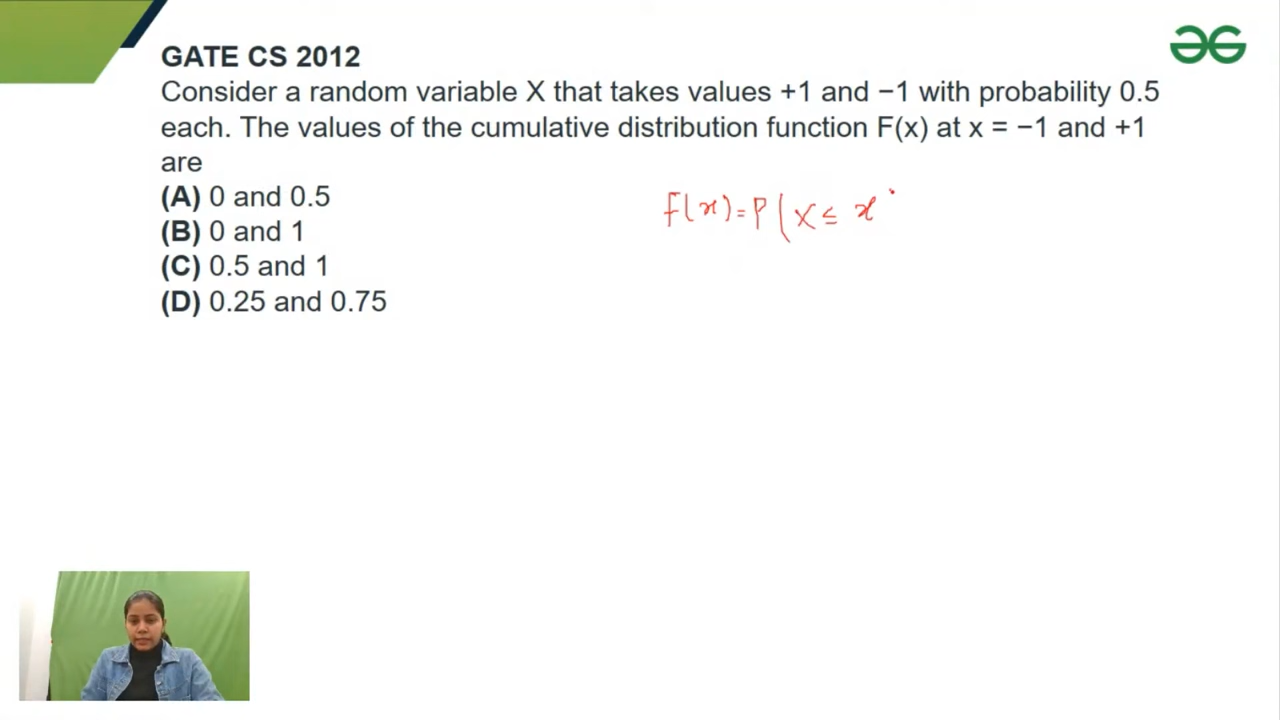 GATE CS 2012
Consider a random variable X that takes values +1 and −1 with probability 0.5
each. The values of the cumulative distribution function F(x) at x = −1 and +1
are
(A) 0 and 0.5
(B) 0 and 1
(C) 0.5 and 1
(D) 0.25 and 0.75
F(x) = P(X ≤ x